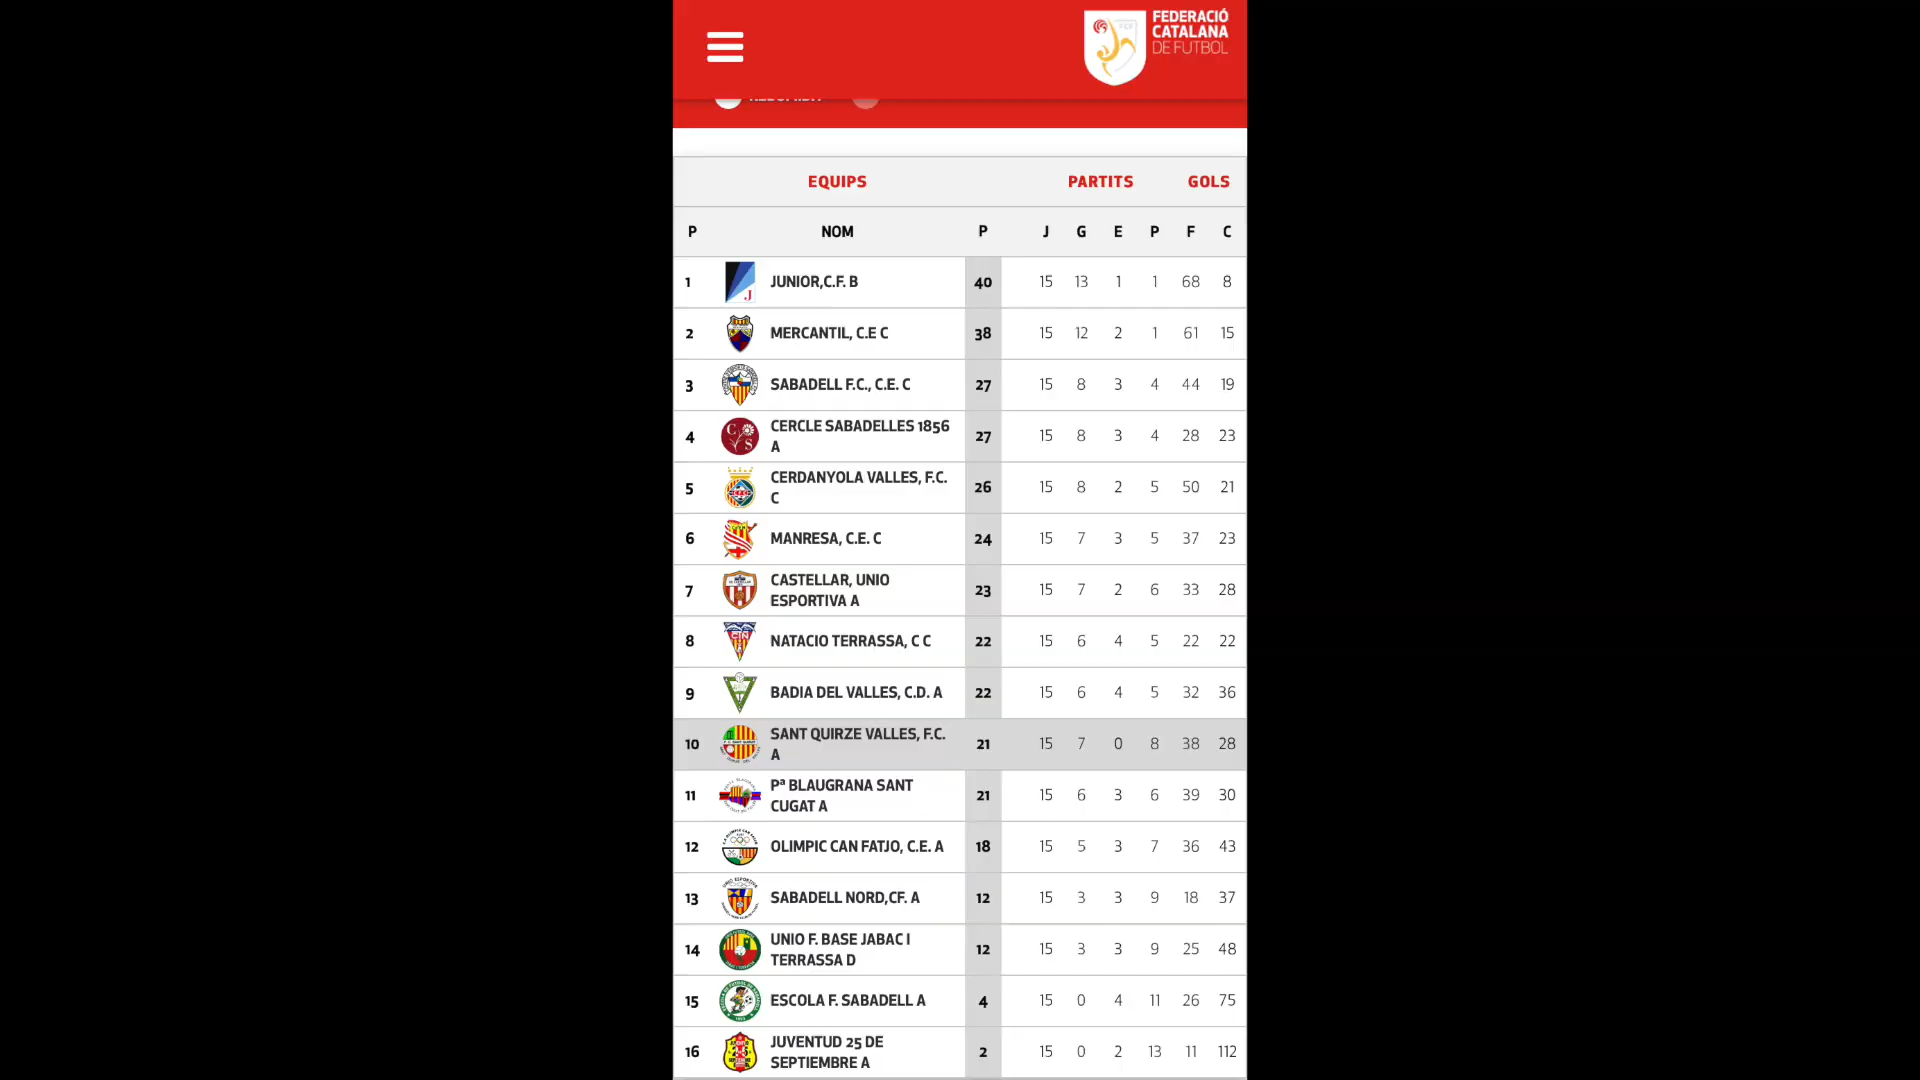 FEDERACIÓ
CATALANA
DE FUTBOL
EQUIPS PARTITS GOLS
P NOM P J G E P F C
1 JUNIOR,C.F. B 40 15 13 1 1 68 8
2 MERCANTIL, C.E C 38 15 12 2 1 61 15
3 SABADELL F.C., C.E. C 27 15 8 3 4 44 19
4 CERCLE SABADELLES 1856 A 27 15 8 3 4 28 23
5 CERDANYOLA VALLES, F.C. C 26 15 8 2 5 50 21
6 MANRESA, C.E. C 24 15 7 3 5 37 23
7 CASTELLAR, UNIO ESPORTIVA A 23 15 7 2 6 33 28
8 NATACIO TERRASSA, C C 22 15 6 4 5 22 22
9 BADIA DEL VALLES, C.D. A 22 15 6 4 5 32 36
10 SANT QUIRZE VALLES, F.C. A 21 15 7 0 8 38 28
11 Pª BLAUGRANA SANT CUGAT A 21 15 6 3 6 39 30
12 OLIMPIC CAN FATJO, C.E. A 18 15 5 3 7 36 43
13 SABADELL NORD,CF. A 12 15 3 3 9 18 37
14 UNIO F. BASE JABAC I TERRASSA D 12 15 3 3 9 25 48
15 ESCOLA F. SABADELL A 4 15 0 4 11 26 75
16 JUVENTUD 25 DE SEPTIEMBRE A 2 15 0 2 13 11 112